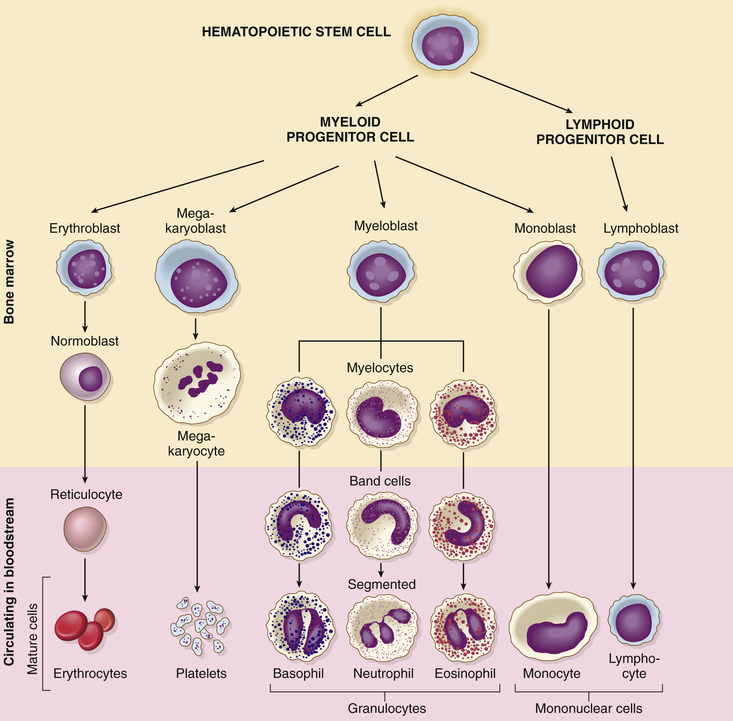 HEMATOPOIETIC STEM CELL
MYELOID
PROGENITOR CELL
LYMPHOID
PROGENITOR CELL
Erythroblast
Mega-
karyoblast
Myeloblast
Monoblast
Lymphoblast
Bone marrow
Normoblast
Myelocytes
Mega-
karyocyte
Reticulocyte
Band cells
Circulating in bloodstream
Mature cells
Segmented
Erythrocytes
Platelets
Basophil
Neutrophil
Eosinophil
Monocyte
Lympho-
cyte
Granulocytes
Mononuclear cells